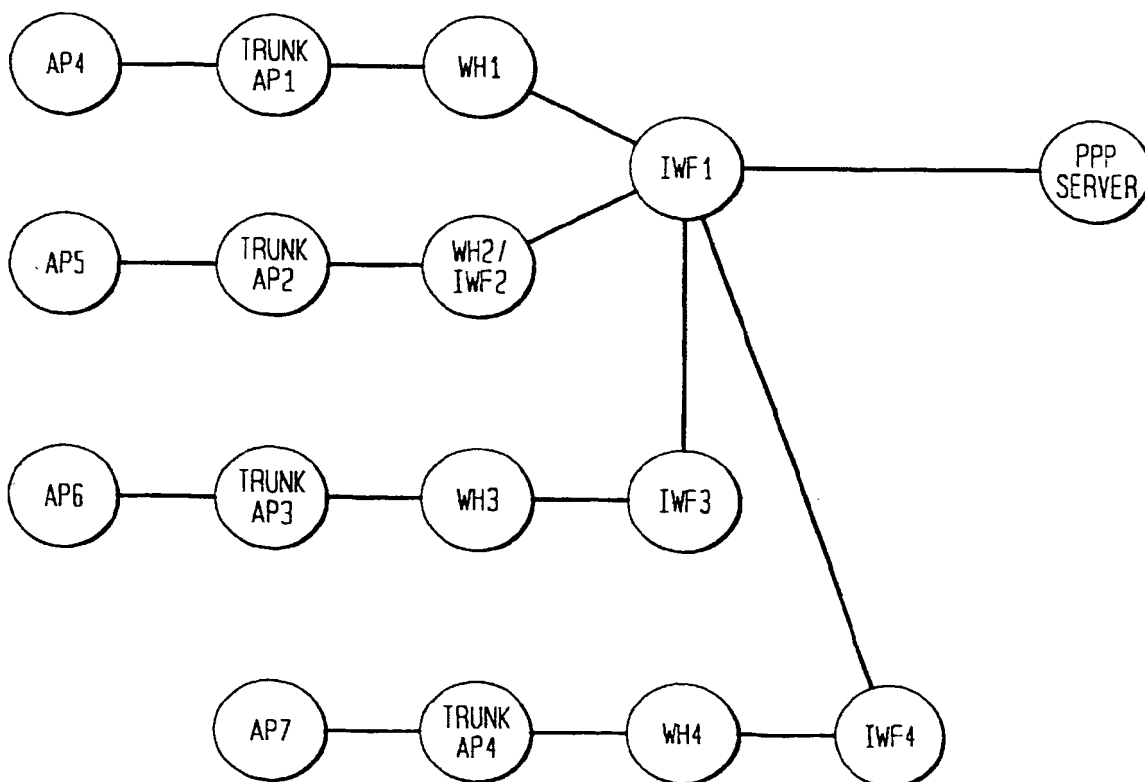 AP4
TRUNK
AP1
WH1
IWF1
PPP
SERVER
AP5
TRUNK
AP2
WH2/
IWF2
AP6
TRUNK
AP3
WH3
IWF3
AP7
TRUNK
AP4
WH4
IWF4